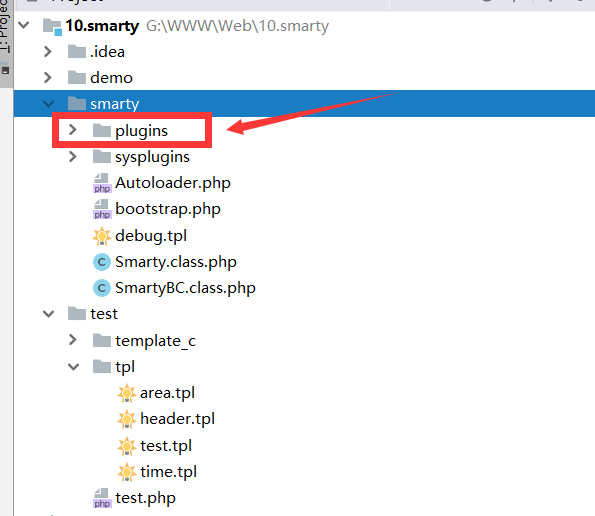 1: Project
10.smarty G:\WWW\Web\10.smarty
.idea
demo
smarty
plugins
sysplugins
php Autoloader.php
php bootstrap.php
debug.tpl
C Smarty.class.php
C SmartyBC.class.php
test
template_c
tpl
area.tpl
header.tpl
test.tpl
time.tpl
php test.php